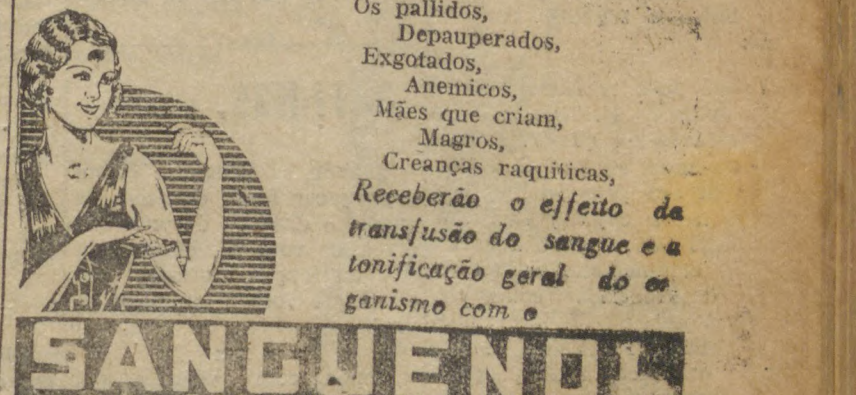 Os pallidos,
Depauperados,
Exgotados,
Anemicos,
Mães que criam,
Magros,
Creanças raquiticas,
Receberão o effeito da
transfusão do sangue e a
tonificação geral do or
ganismo com o
SANGUENOL